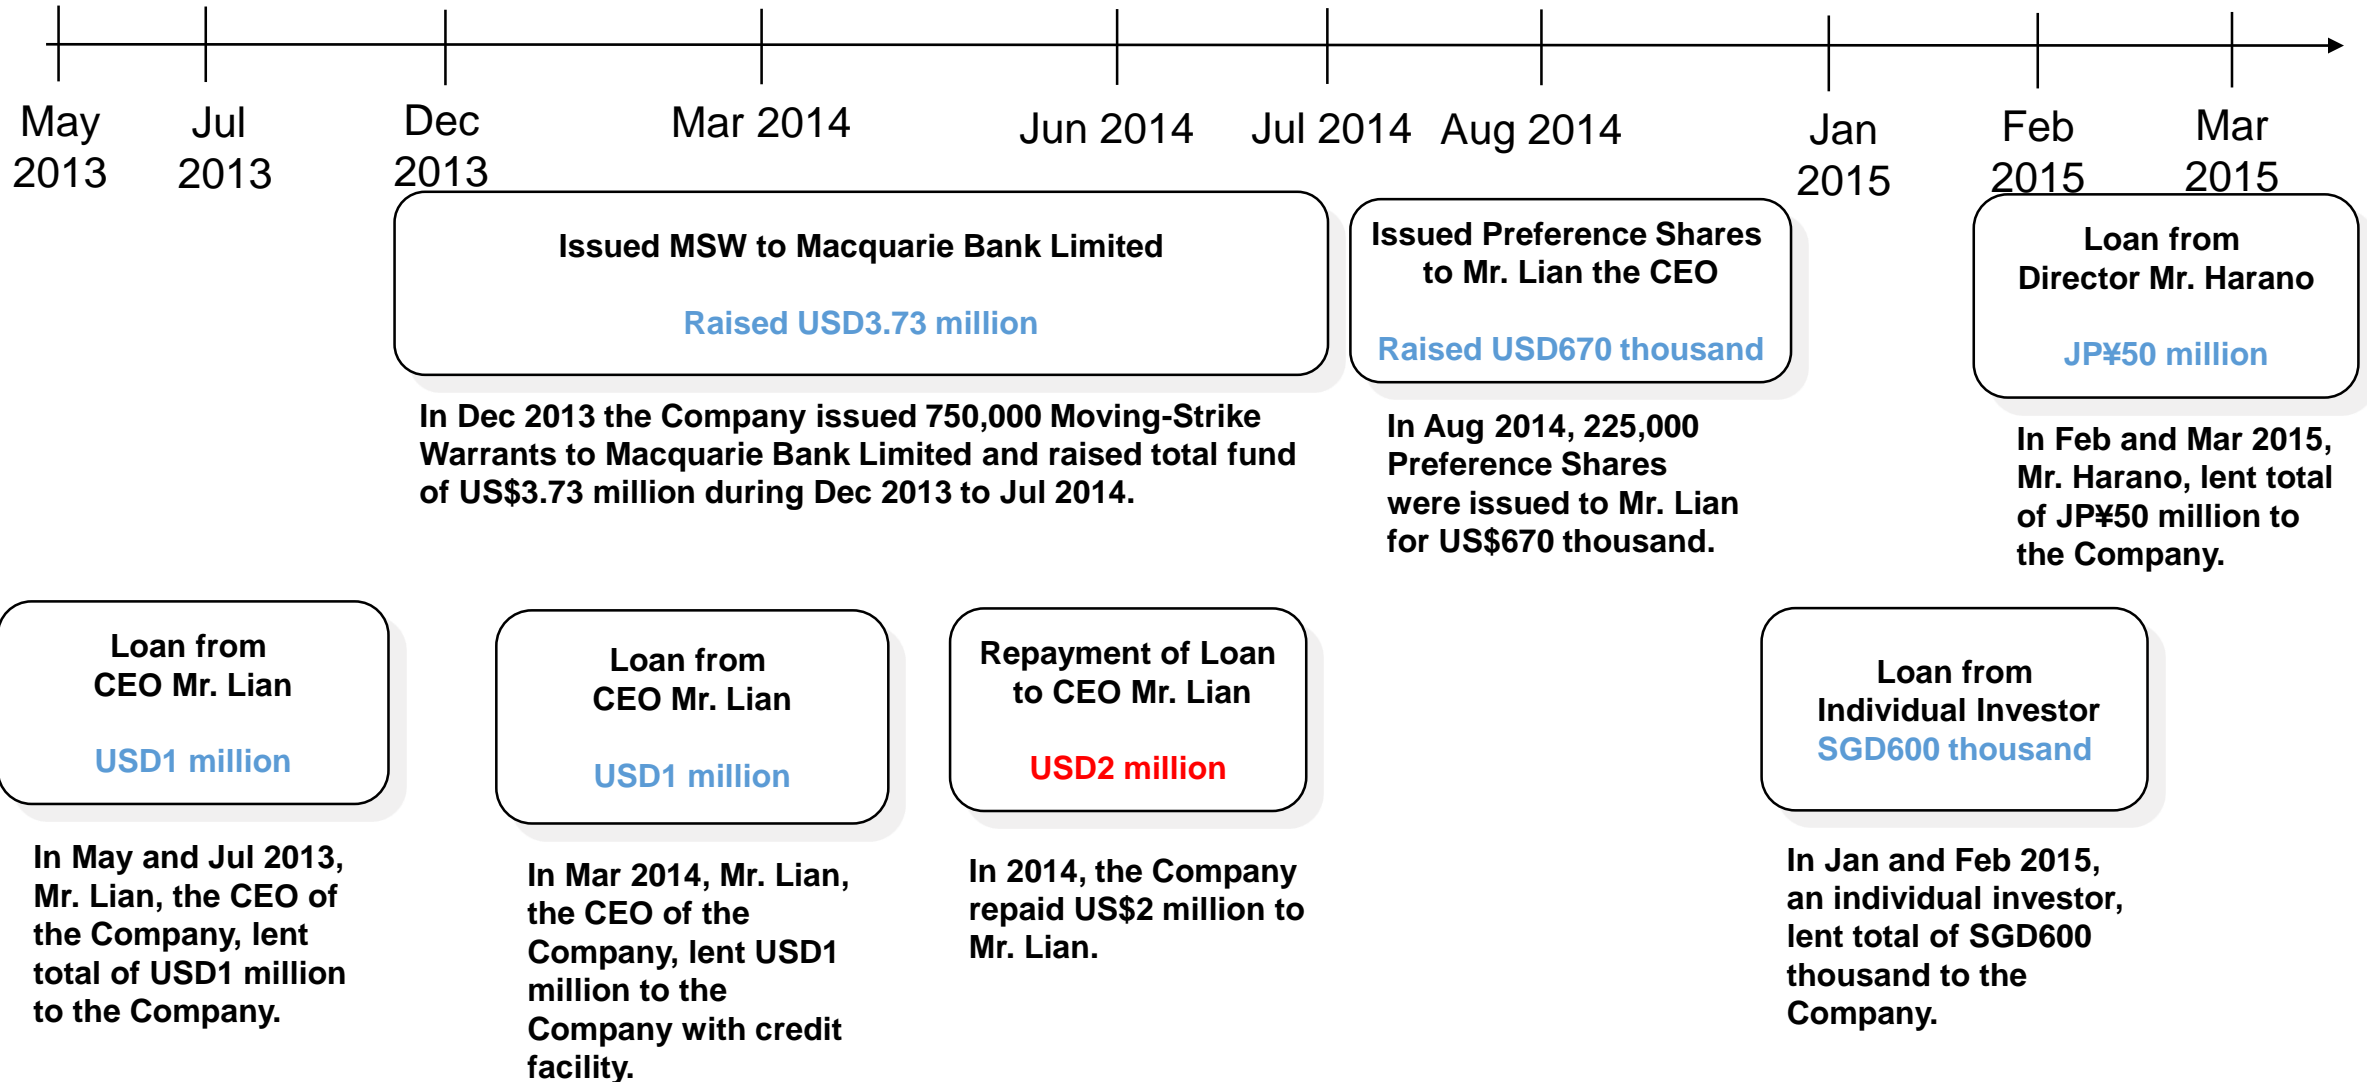 May
2013
Jul
2013
Dec
2013
Mar 2014
Jun 2014
Jul 2014
Aug 2014
Jan
2015
Feb
2015
Mar
2015
Issued MSW to Macquarie Bank Limited
Raised USD3.73 million
In Dec 2013 the Company issued 750,000 Moving-Strike
Warrants to Macquarie Bank Limited and raised total fund
of US$3.73 million during Dec 2013 to Jul 2014.
Issued Preference Shares
to Mr. Lian the CEO
Raised USD670 thousand
In Aug 2014, 225,000
Preference Shares
were issued to Mr. Lian
for US$670 thousand.
Loan from
Director Mr. Harano
JP¥50 million
In Feb and Mar 2015,
Mr. Harano, lent total
of JP¥50 million to
the Company.
Loan from
CEO Mr. Lian
USD1 million
In May and Jul 2013,
Mr. Lian, the CEO of
the Company, lent
total of USD1 million
to the Company.
Loan from
CEO Mr. Lian
USD1 million
In Mar 2014, Mr. Lian,
the CEO of the
Company, lent USD1
million to the
Company with credit
facility.
Repayment of Loan
to CEO Mr. Lian
USD2 million
In 2014, the Company
repaid US$2 million to
Mr. Lian.
Loan from
Individual Investor
SGD600 thousand
In Jan and Feb 2015,
an individual investor,
lent total of SGD600
thousand to the
Company.